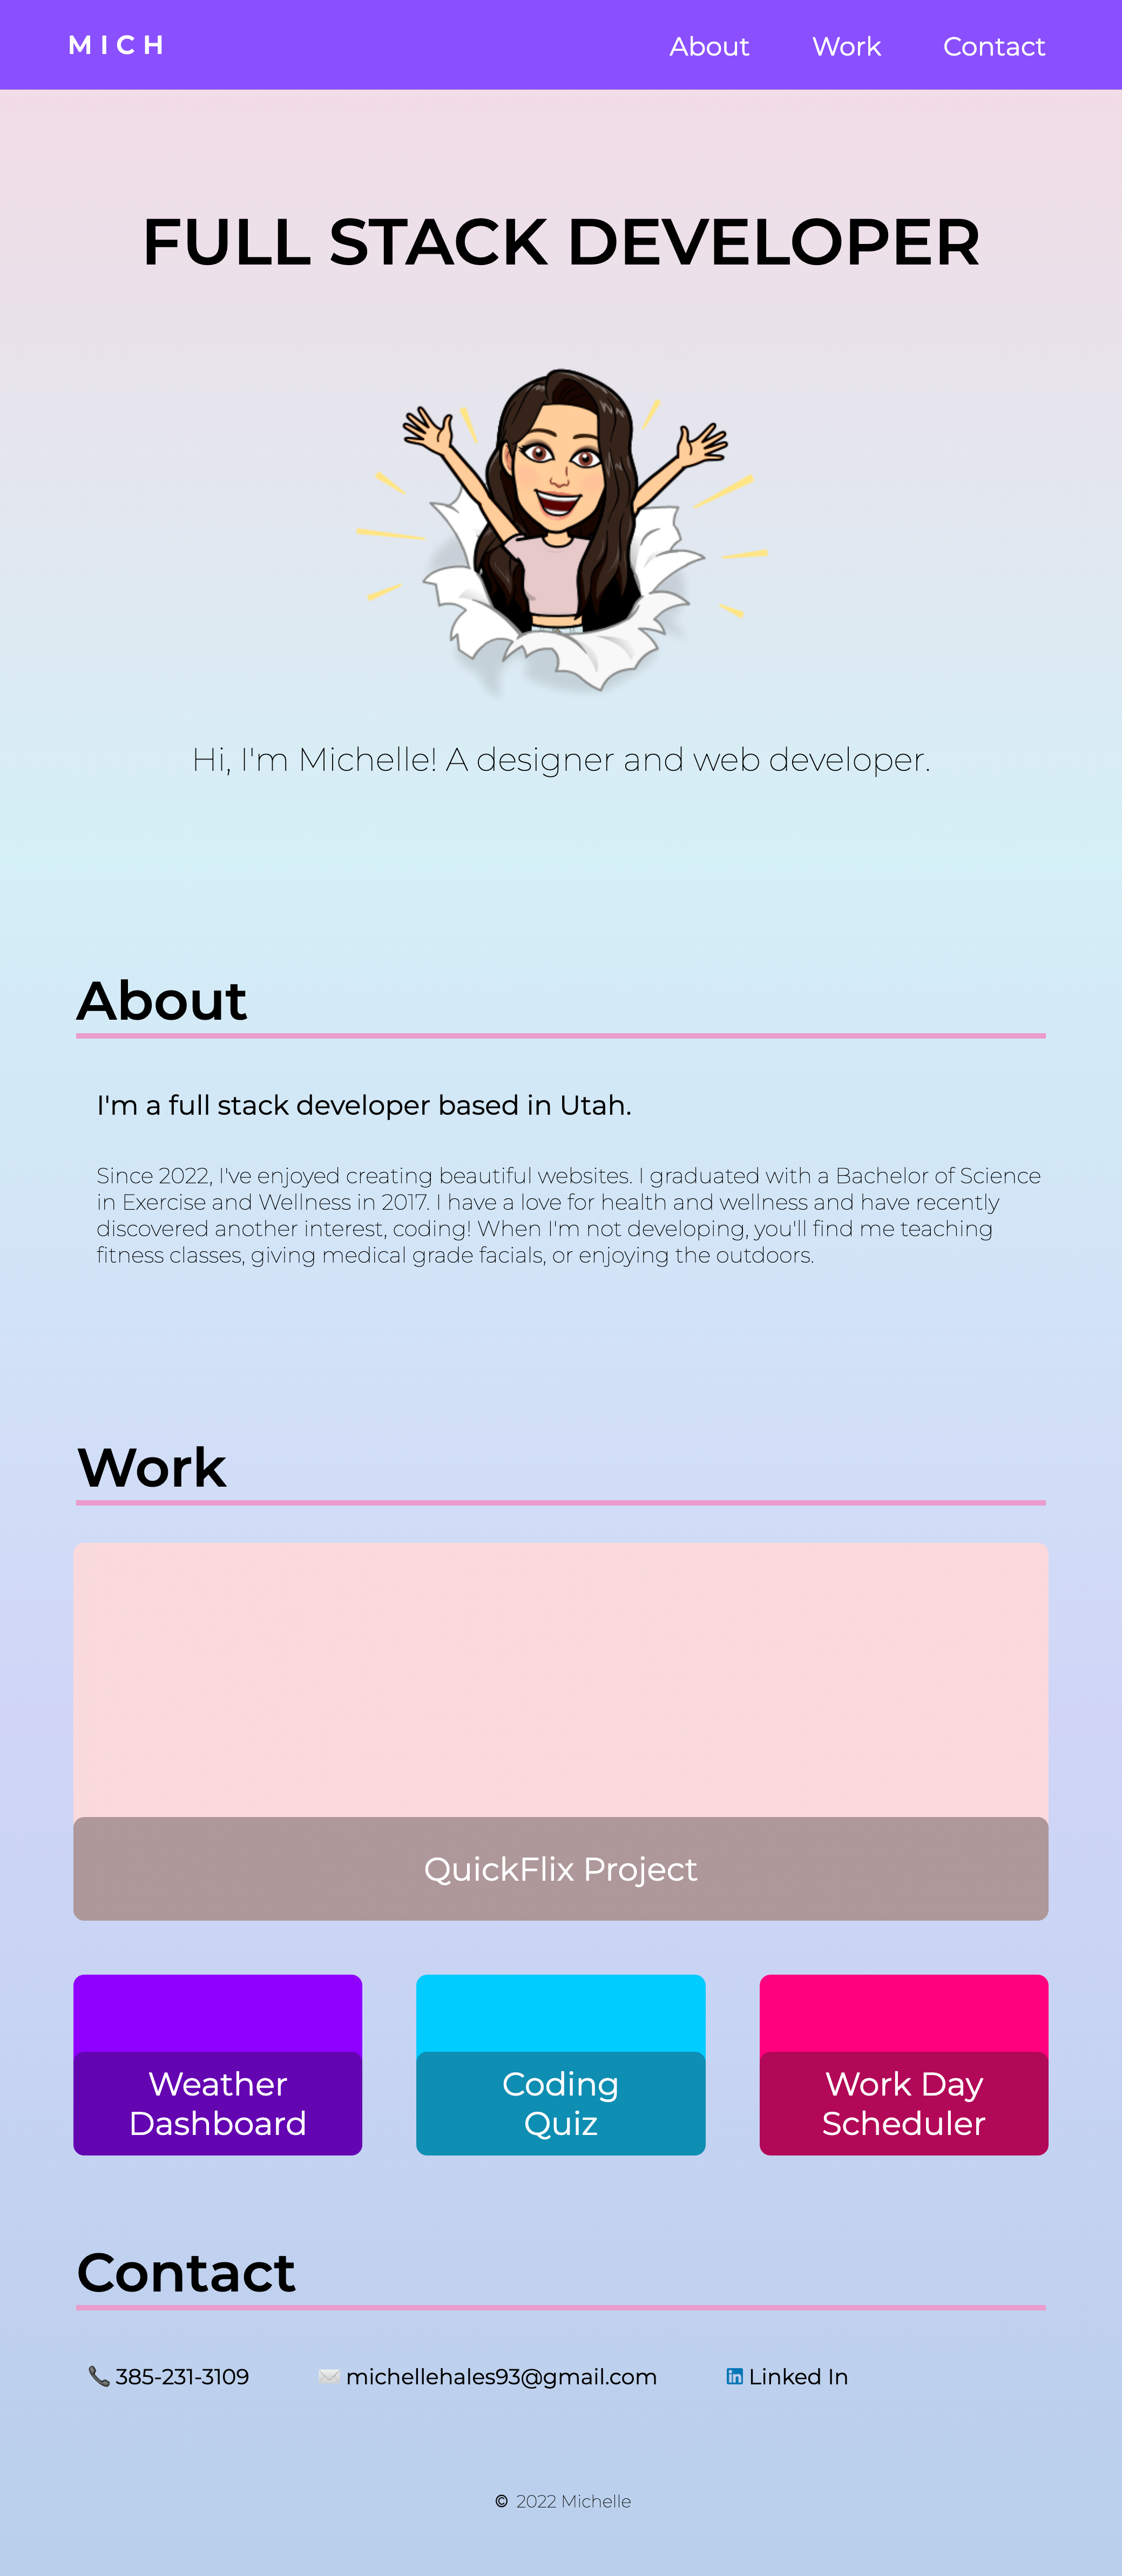 MICH
About Work Contact
FULL STACK DEVELOPER
Hi, I'm Michelle! A designer and web developer.
About
I'm a full stack developer based in Utah.
Since 2022, I've enjoyed creating beautiful websites. I graduated with a Bachelor of Science
in Exercise and Wellness in 2017. I have a love for health and wellness and have recently
discovered another interest, coding! When I'm not developing, you'll find me teaching
fitness classes, giving medical grade facials, or enjoying the outdoors.
Work
QuickFlix Project
Weather
Dashboard
Coding
Quiz
Work Day
Scheduler
Contact
📞 385-231-3109
✉️ michellehales93@gmail.com
in Linked In
© 2022 Michelle